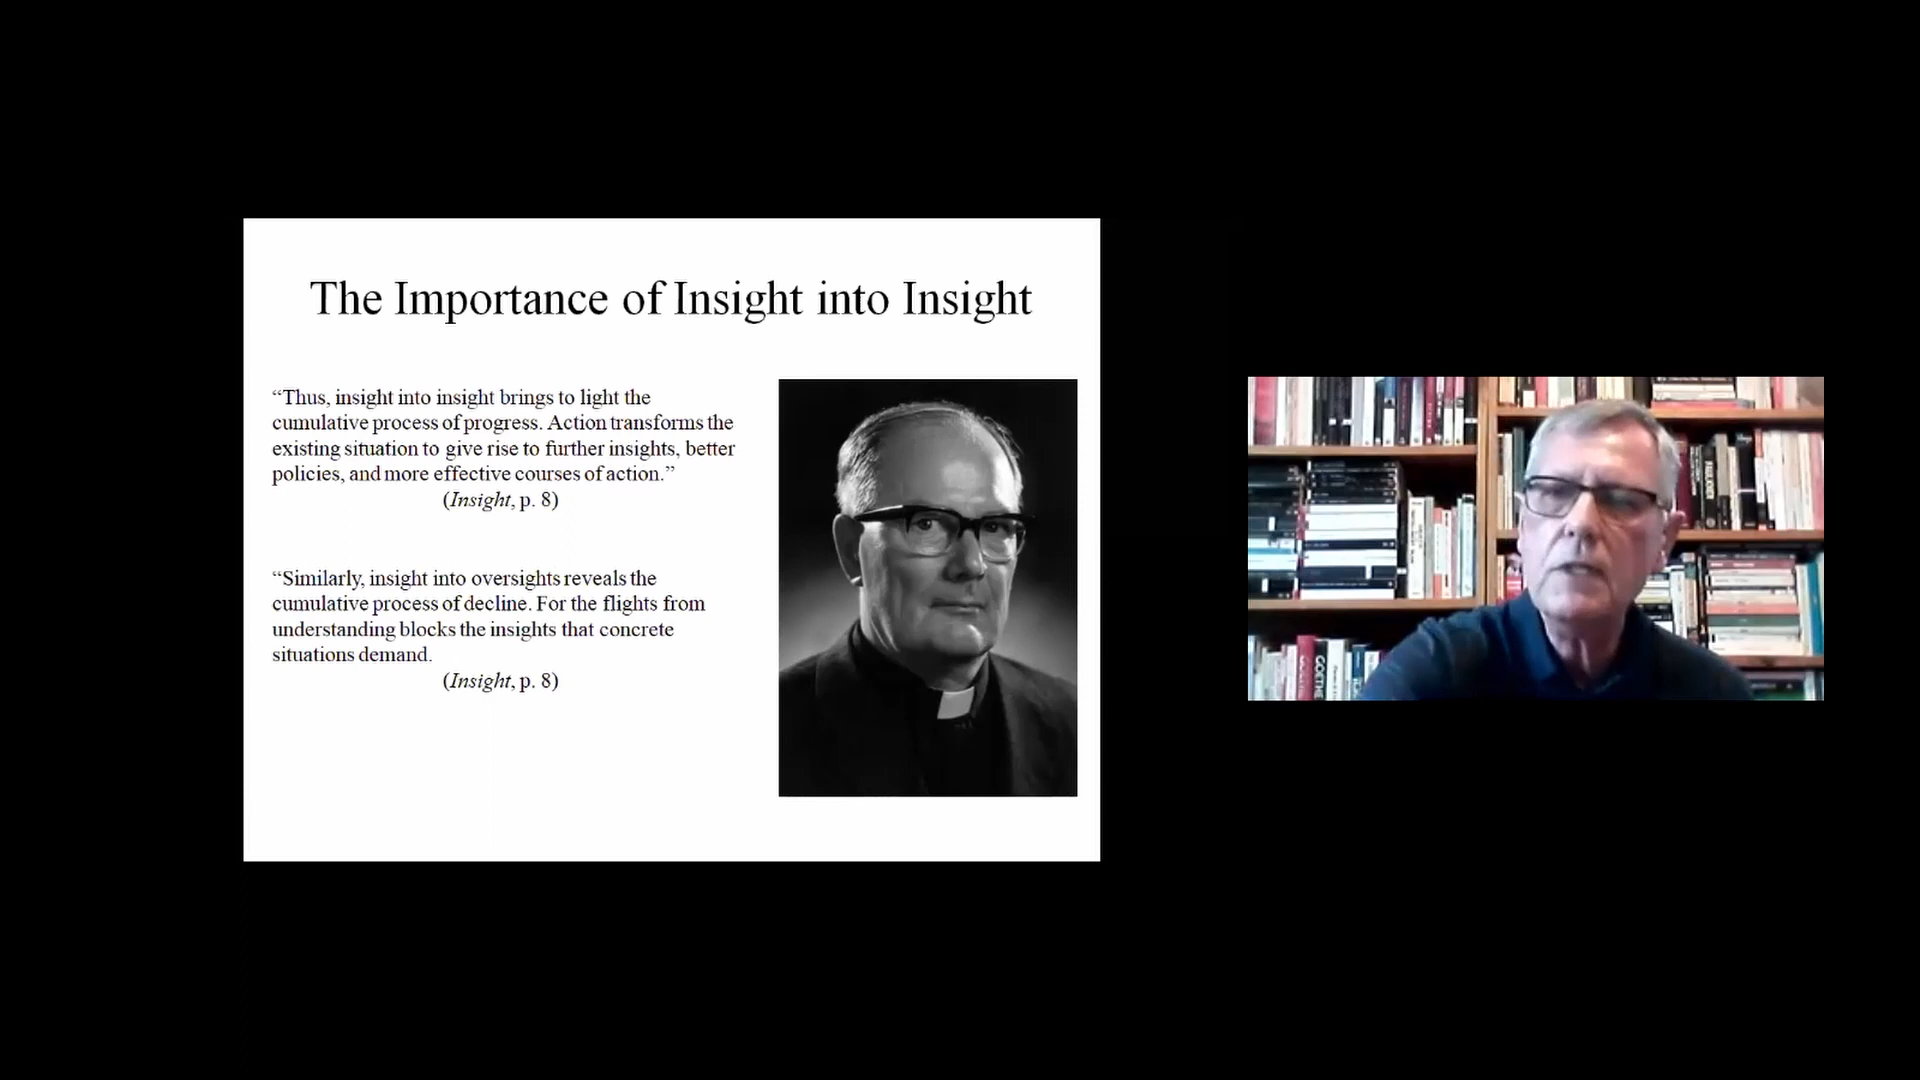 The Importance of Insight into Insight
“Thus, insight into insight brings to light the
cumulative process of progress. Action transforms the
existing situation to give rise to further insights, better
policies, and more effective courses of action.”
(Insight, p. 8)
“Similarly, insight into oversights reveals the
cumulative process of decline. For the flights from
understanding blocks the insights that concrete
situations demand.
(Insight, p. 8)
GOETHE